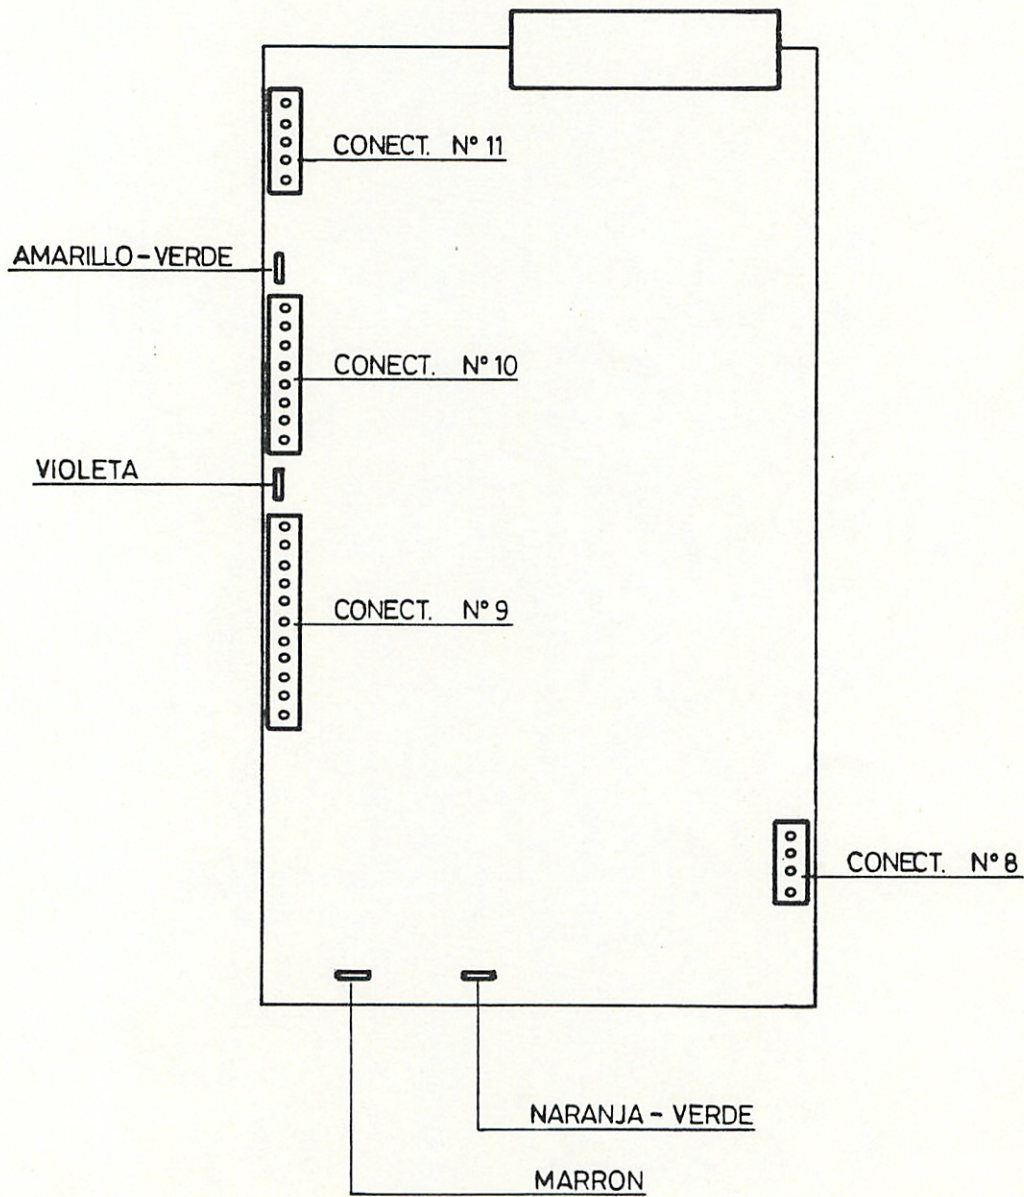 CONECT. Nº 11
AMARILLO-VERDE
CONECT. Nº 10
VIOLETA
CONECT. Nº 9
CONECT. Nº 8
NARANJA - VERDE
MARRON